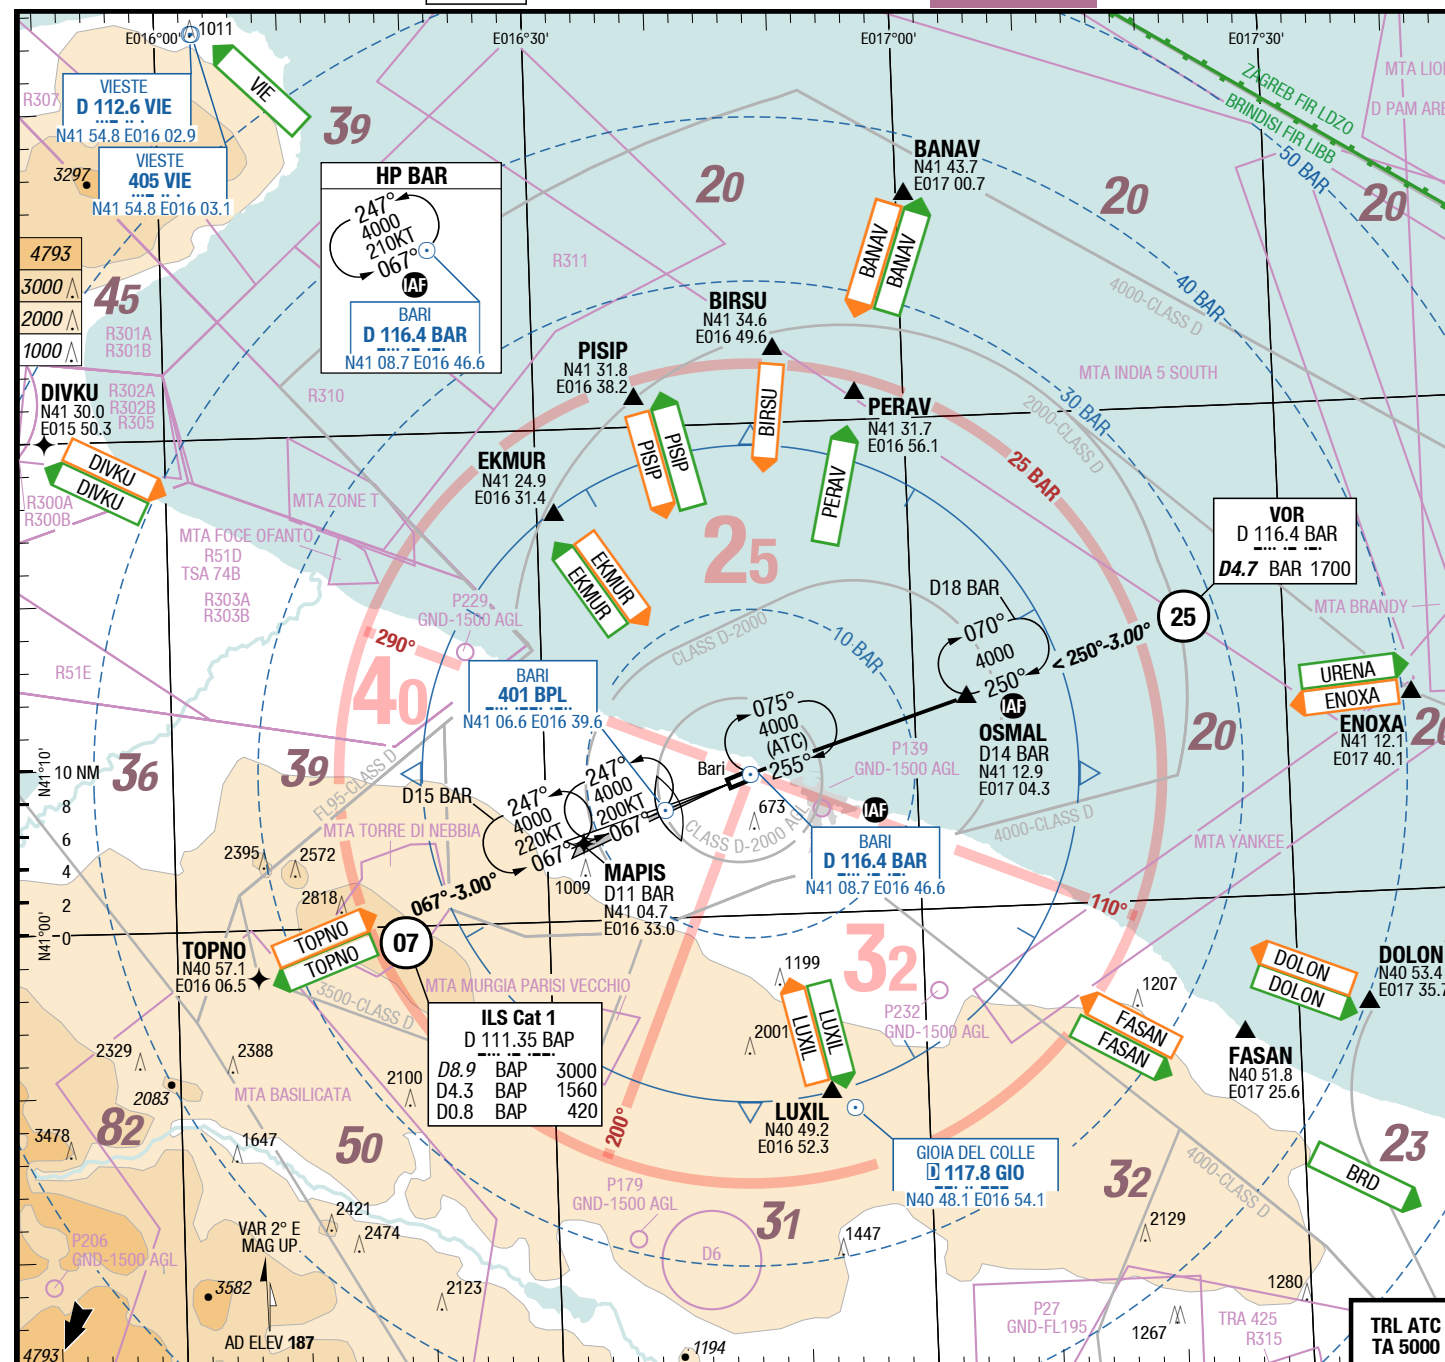 E016°00'
1011
E016°30'
E017°00'
E017°30'
VIE
VIESTE
D 112.6 VIE
N41 54.8 E016 02.9
VIESTE
405 VIE
N41 54.8 E016 03.1
R307
3297
39
ZAGREB FIR LDZO
BRINDISI FIR LIBB
MTA LIO
D PAM ARE
50 BAR
20
20
20
BANAV
N41 43.7
E017 00.7
BANAV
BANAV
HP BAR
247°
4000
210KT
067°
IAF
BARI
D 116.4 BAR
N41 08.7 E016 46.6
4793
3000
2000
1000
45
R301A
R301B
R311
R310
40 BAR
4000-CLASS D
BIRSU
N41 34.6
E016 49.6
BIRSU
PISIP
N41 31.8
E016 38.2
PISIP
PISIP
PERAV
N41 31.7
E016 56.1
PERAV
MTA INDIA 5 SOUTH
30 BAR
2000-CLASS D
25 BAR
DIVKU
N41 30.0
E015 50.3
DIVKU
DIVKU
R302A
R302B
R305
R300A
R300B
EKMUR
N41 24.9
E016 31.4
EKMUR
EKMUR
MTA ZONE T
MTA FOCE OFANTO
R51D
TSA 74B
R303A
R303B
R51E
25
VOR
D 116.4 BAR
D4.7 BAR 1700
25
< 250°-3.00°
MTA BRANDY
P229
GND-1500 AGL
290°
40
CLASS D-2000
10 BAR
D18 BAR
070°
4000
250°
IAF
OSMAL
D14 BAR
N41 12.9
E017 04.3
URENA
ENOXA
ENOXA
N41 12.1
E017 40.1
20
20
BARI
401 BPL
N41 06.6 E016 39.6
075°
4000
(ATC)
255°
Bari
P139
GND-1500 AGL
36
39
FL95-CLASS D
N41°10'
10 NM
8
6
4
2
0
N41°00'
D15 BAR
247°
4000
220KT
067°
247°
4000
200KT
067°
673
CLASS D-2000 AGL
IAF
4000-CLASS D
MTA YANKEE
BARI
D 116.4 BAR
N41 08.7 E016 46.6
MTA TORRE DI NEBBIA
2395
2572
2818
067°-3.00°
07
1009
MAPIS
D11 BAR
N41 04.7
E016 33.0
110°
TOPNO
N40 57.1
E016 06.5
TOPNO
TOPNO
3500-CLASS D
MTA MURGIA PARISI VECCHIO
32
1199
P232
GND-1500 AGL
1207
DOLON
DOLON
DOLON
N40 53.4
E017 35.7
FASAN
FASAN
FASAN
N40 51.8
E017 25.6
ILS Cat 1
D 111.35 BAP
D8.9 BAP 3000
D4.3 BAP 1560
D0.8 BAP 420
LUXIL
LUXIL
2001
LUXIL
N40 49.2
E016 52.3
2329
2388
2083
MTA BASILICATA
2100
82
3478
1647
50
200°
GIOIA DEL COLLE
D 117.8 GIO
N40 48.1 E016 54.1
23
BRD
32
4000-CLASS D
P179
GND-1500 AGL
31
D6
1447
2129
2421
2474
VAR 2° E
MAG UP
P206
GND-1500 AGL
3582
2123
AD ELEV 187
1280
P27
GND-FL195
1267
TRA 425
R315
TRL ATC
TA 5000
4793
1194